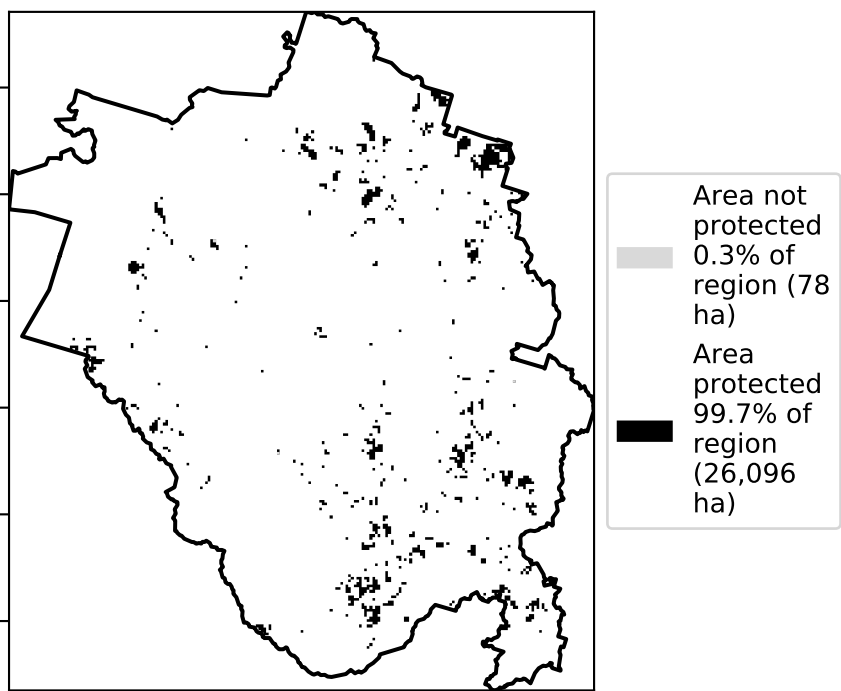 Area not
protected
0.3% of
region (78
ha)
Area
protected
99.7% of
region
(26,096
ha)